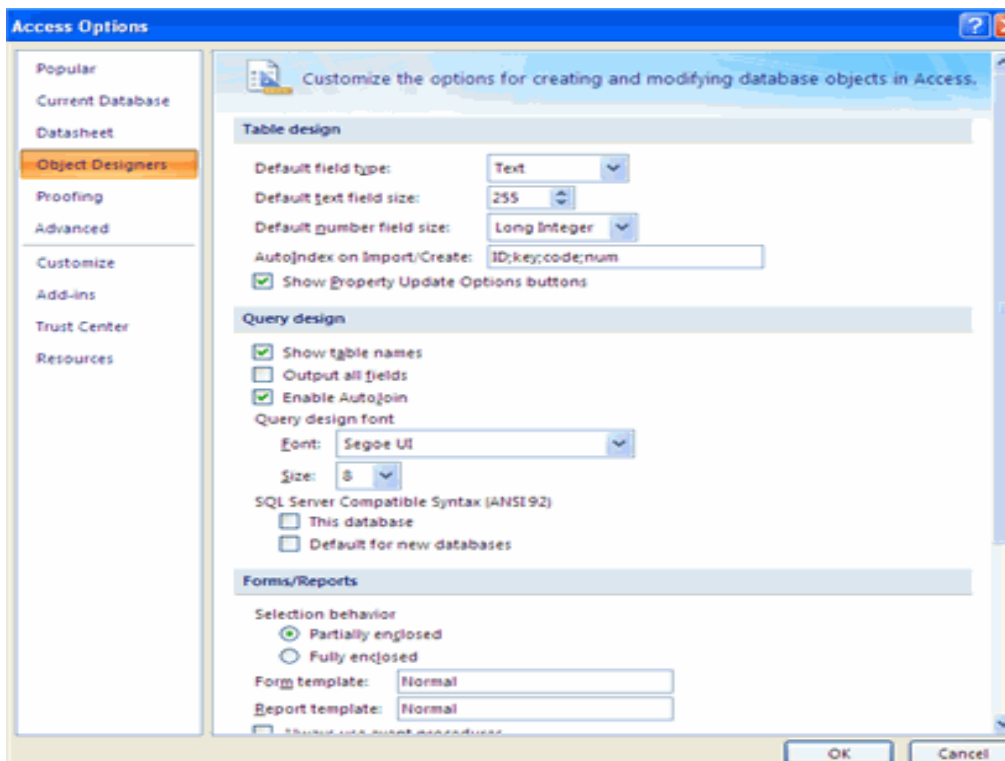 Access Options
Popular
Current Database
Datasheet
Object Designers
Proofing
Advanced
Customize
Add-ins
Trust Center
Resources
Customize the options for creating and modifying database objects in Access.
Table design
Default field type: Text
Default text field size: 255
Default number field size: Long Integer
AutoIndex on Import/Create: ID;key;code;num
Show Property Update Options buttons
Query design
Show table names
Output all fields
Enable AutoJoin
Query design font
Font: Segoe UI
Size: 8
SQL Server Compatible Syntax (ANSI 92)
This database
Default for new databases
Forms/Reports
Selection behavior
Partially enclosed
Fully enclosed
Form template: Normal
Report template: Normal
Always use event procedures
OK Cancel